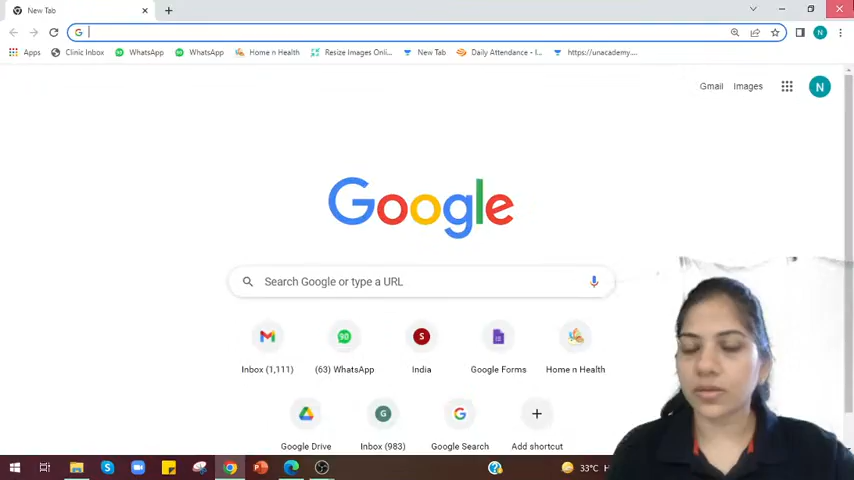 New Tab
Apps Clinic Inbox WhatsApp WhatsApp Home n Health Resize Images Onli... New Tab Daily Attendance - I... https://unacademy....
Gmail Images N
Google
Search Google or type a URL
Inbox (1,111) (63) WhatsApp India Google Forms Home n Health
Google Drive Inbox (983) Google Search Add shortcut
33°C